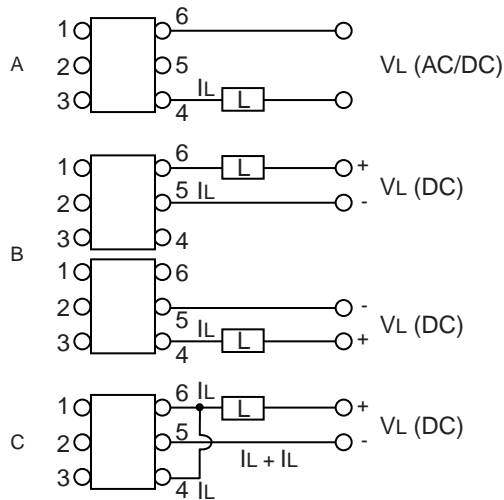 1 6
A 2 5 VL (AC/DC)
3 4 IL L
1 6 L +
2 5 IL - VL (DC)
3 4
B
1 6
2 5 -
3 4 IL L + VL (DC)
1 6 IL L +
C 2 5 - VL (DC)
IL + IL
3 4 IL